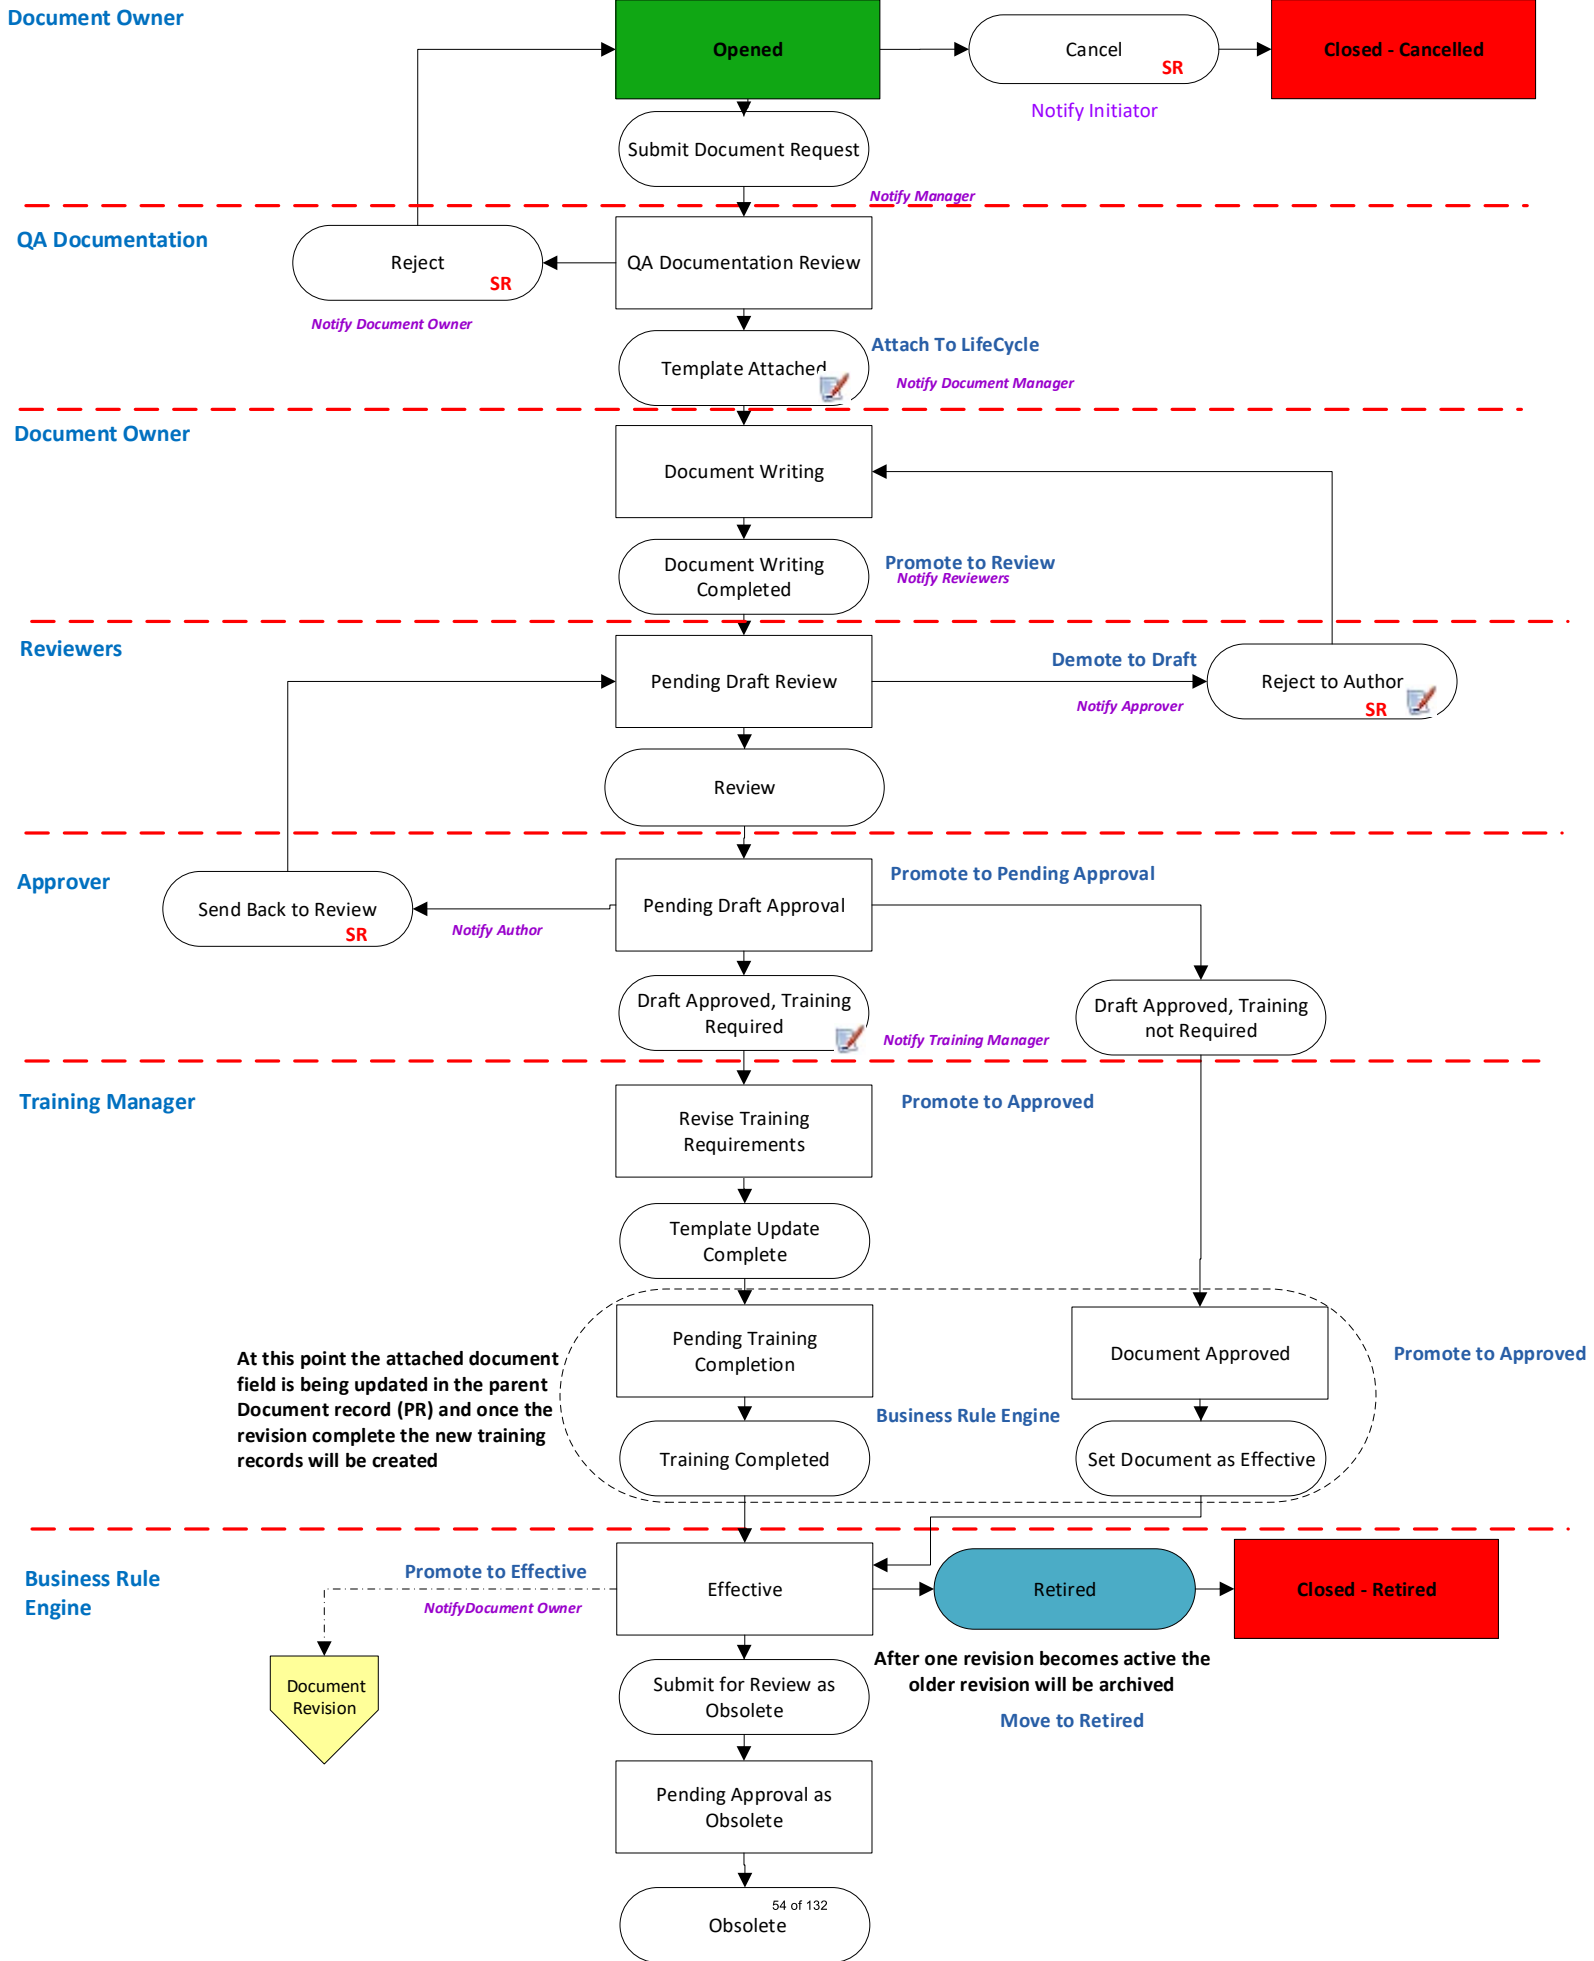 Document Owner
Opened
Cancel
SR
Closed - Cancelled
Notify Initiator
Submit Document Request
Notify Manager
QA Documentation
Reject
SR
QA Documentation Review
Notify Document Owner
Attach To LifeCycle
Template Attached
Notify Document Manager
Document Owner
Document Writing
Document Writing
Completed
Promote to Review
Notify Reviewers
Reviewers
Pending Draft Review
Demote to Draft
Notify Approver
Reject to Author
SR
Review
Approver
Send Back to Review
SR
Notify Author
Pending Draft Approval
Promote to Pending Approval
Draft Approved, Training
Required
Notify Training Manager
Draft Approved, Training
not Required
Training Manager
Revise Training
Requirements
Promote to Approved
Template Update
Complete
At this point the attached document
field is being updated in the parent
Document record (PR) and once the
revision complete the new training
records will be created
Pending Training
Completion
Document Approved
Promote to Approved
Business Rule Engine
Training Completed
Set Document as Effective
Business Rule
Engine
Promote to Effective
NotifyDocument Owner
Effective
Retired
Closed - Retired
Document
Revision
Submit for Review as
Obsolete
After one revision becomes active the
older revision will be archived
Move to Retired
Pending Approval as
Obsolete
54 of 132
Obsolete